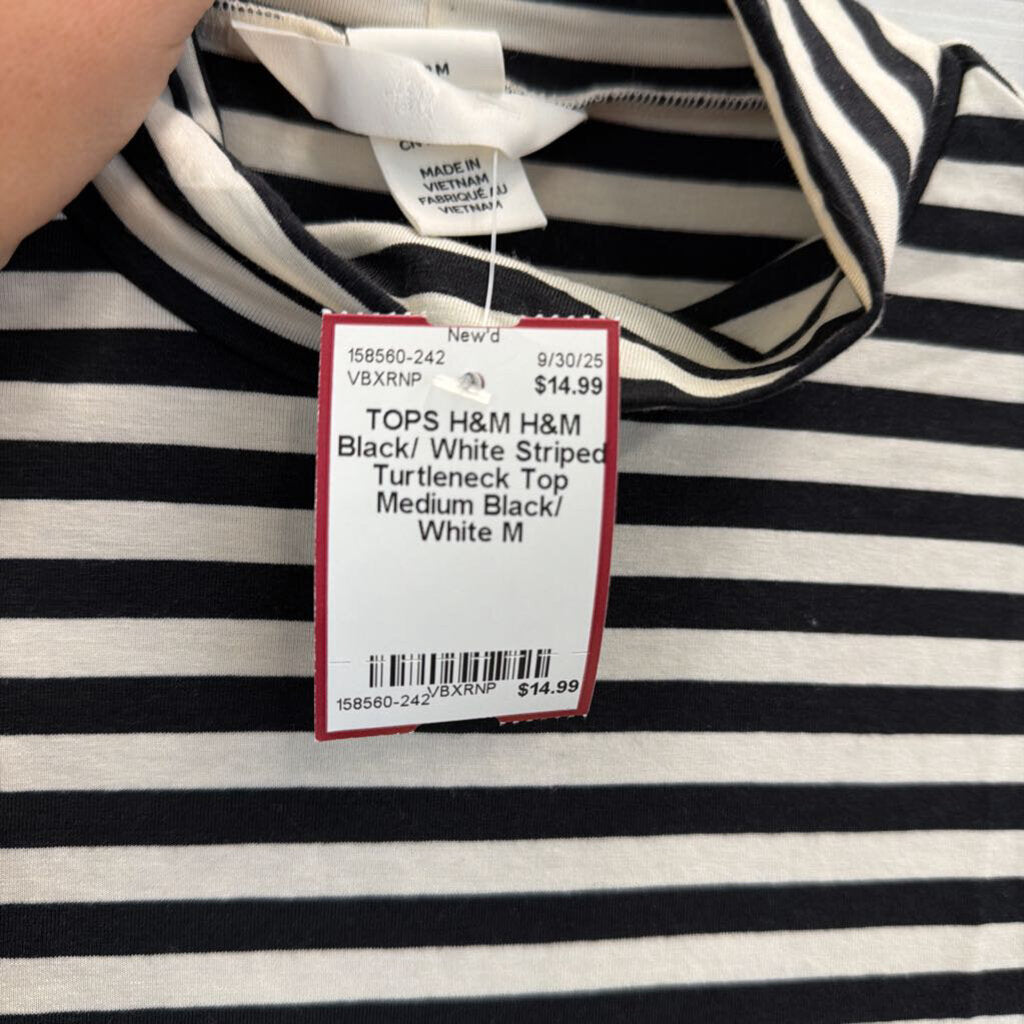 M
MADE IN
VIETNAM
FABRIQUÉ AU
VIETNAM
New'd
158560-242 9/30/25
VBXRNP $14.99
TOPS H&M H&M
Black/ White Striped
Turtleneck Top
Medium Black/
White M
158560-242 VBXRNP $14.99